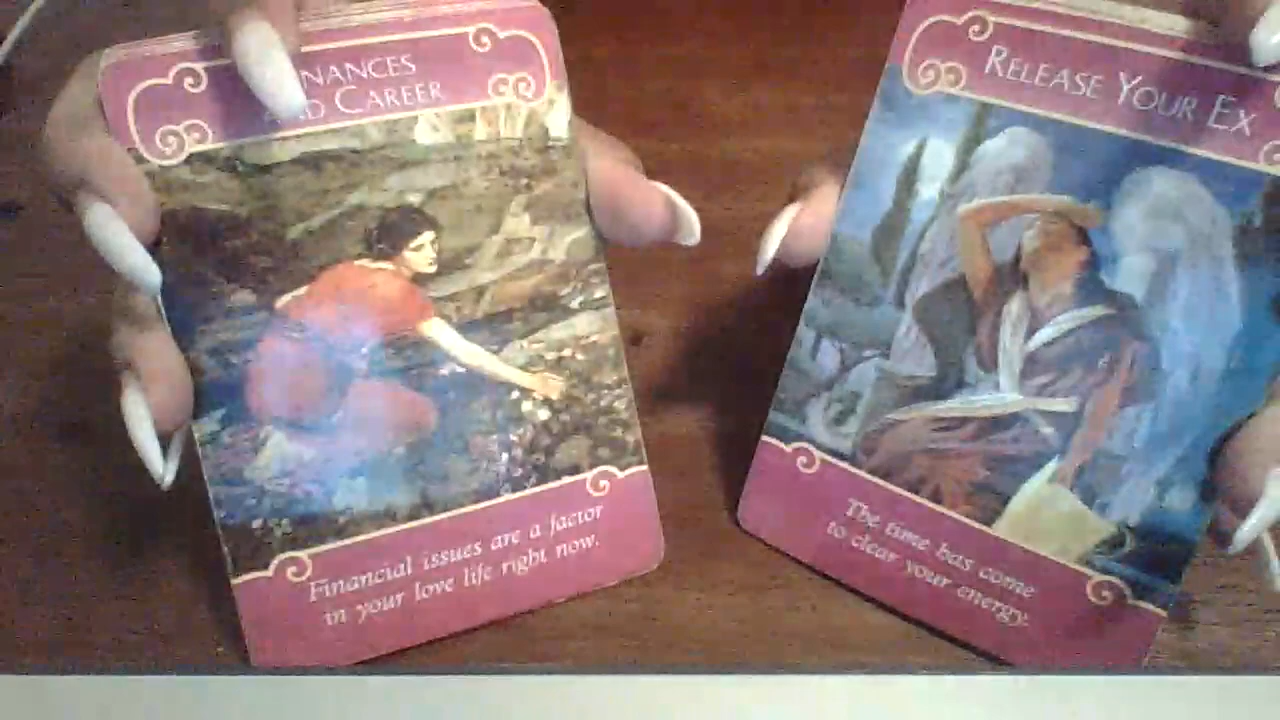 NANCES
ND CAREER
Financial issues are a factor
in your love life right now.
RELEASE YOUR EX
The time has come
to clear your energy.